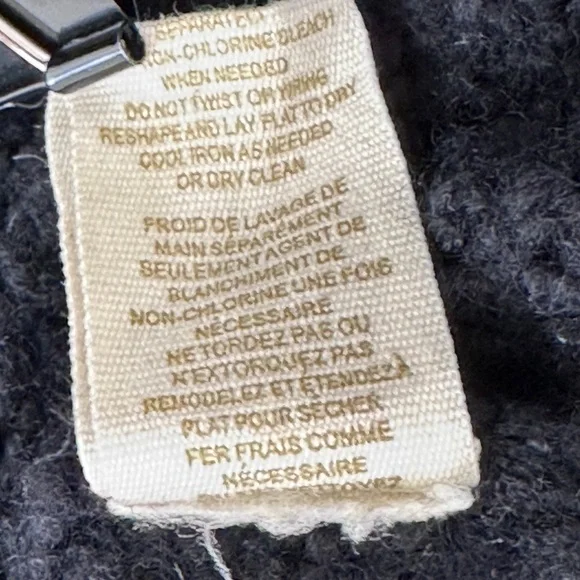 SEPARATELY
NON-CHLORINE BLEACH
WHEN NEEDED
DO NOT TWIST OR WRING
RESHAPE AND LAY FLAT TO DRY
COOL IRON AS NEEDED
OR DRY CLEAN
FROID DE LAVAGE DE
MAIN SÉPARÉMENT
SEULEMENT AGENT DE
BLANCHIMENT DE
NON-CHLORINE UNE FOIS
NÉCESSAIRE
NE TORDEZ PAS OU
N'EXTORQUEZ PAS
REMODELEZ ET ÉTENDEZ À
PLAT POUR SÉCHER
FER FRAIS COMME
NÉCESSAIRE